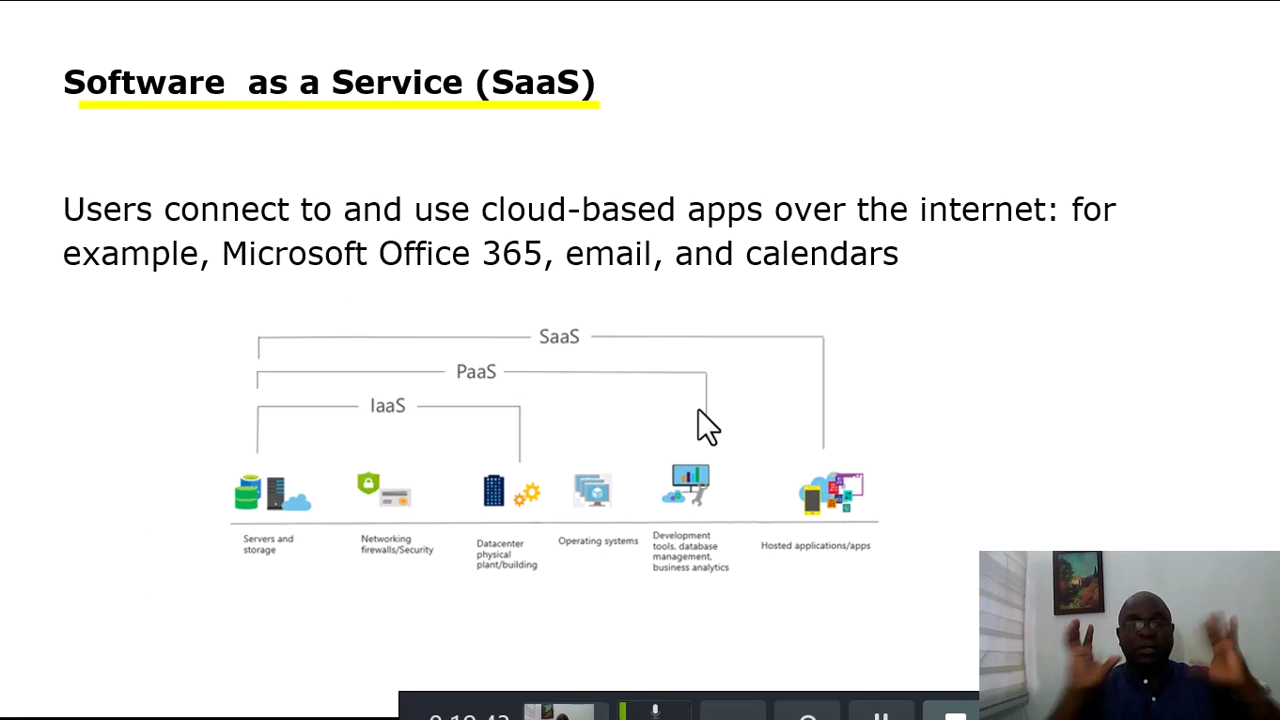 Software  as a Service (SaaS)
Users connect to and use cloud-based apps over the internet: for
example, Microsoft Office 365, email, and calendars
SaaS
PaaS
IaaS
Servers and
storage
Networking
firewalls/Security
Datacenter
physical
plant/building
Operating systems
Development
tools, database
management,
business analytics
Hosted applications/apps